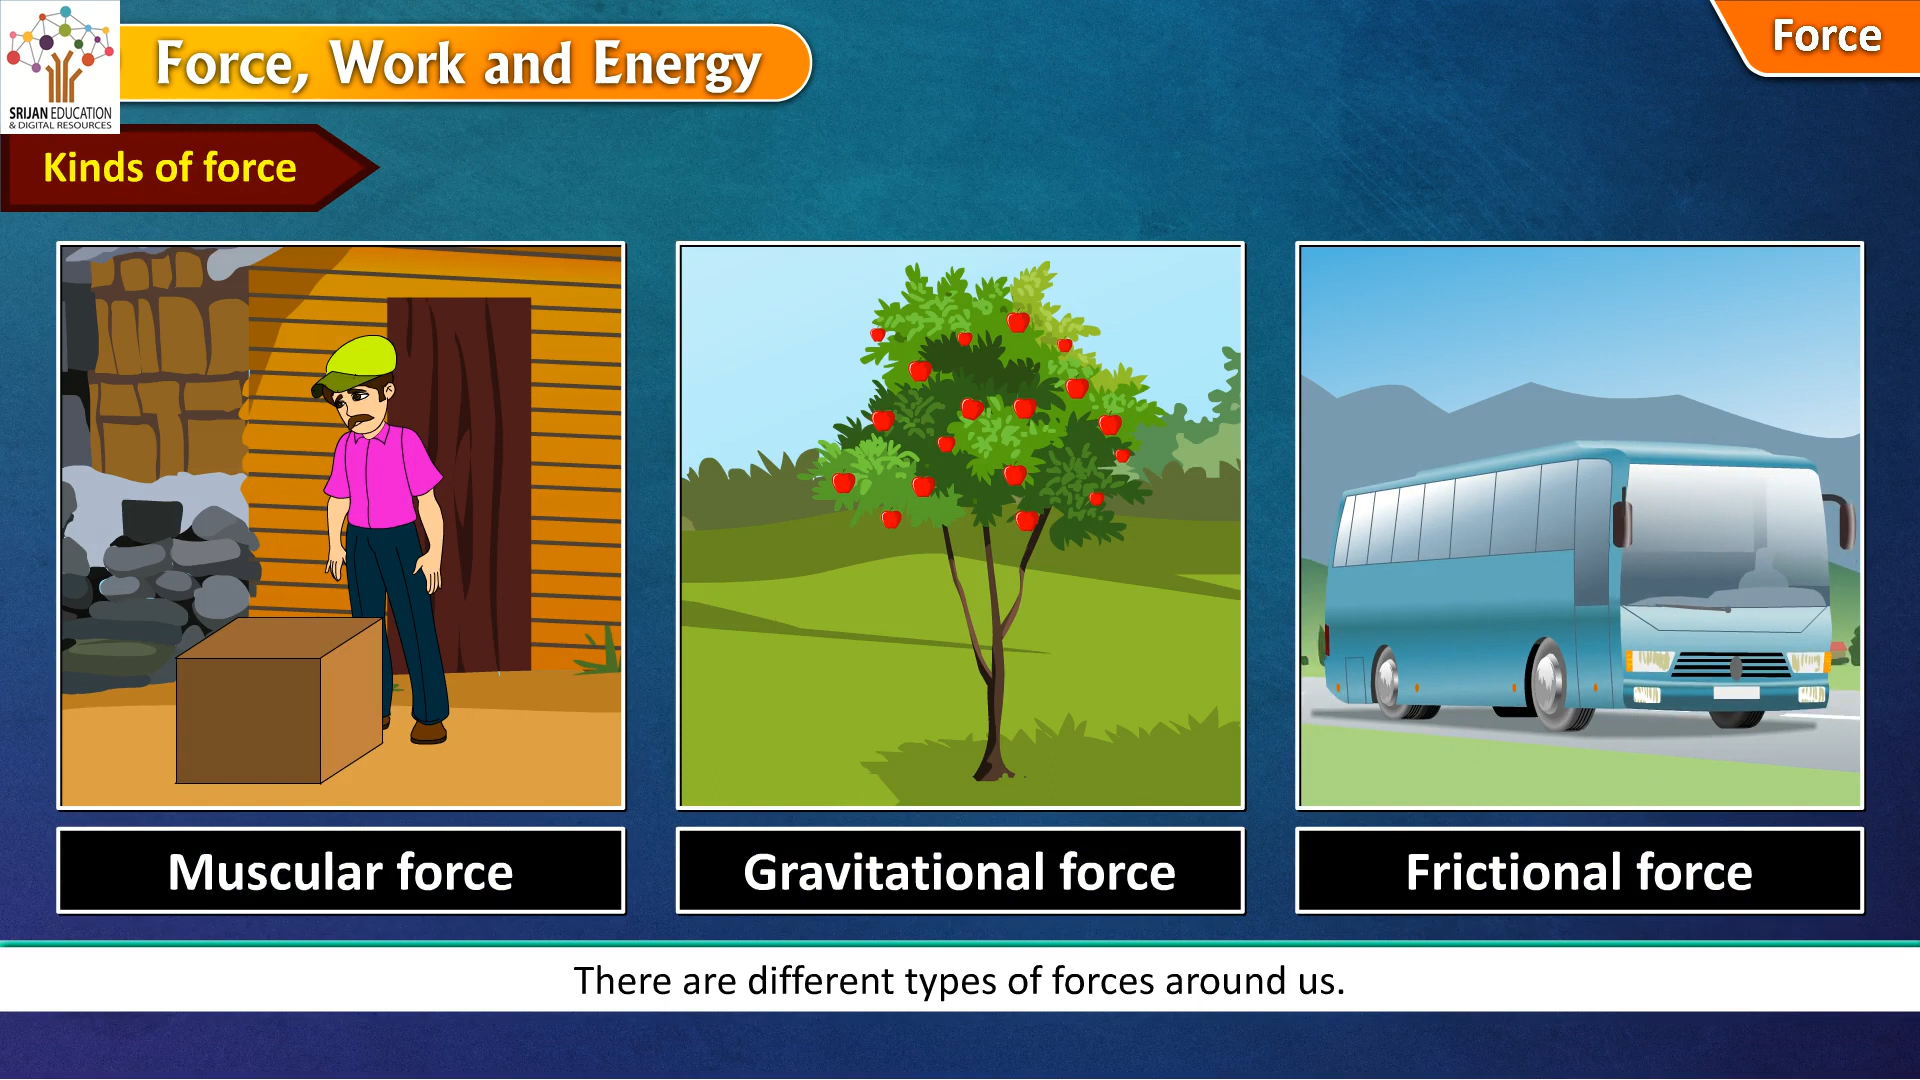 SRIJAN EDUCATION
& DIGITAL RESOURCES
Force, Work and Energy
Force
Kinds of force
Muscular force
Gravitational force
Frictional force
There are different types of forces around us.